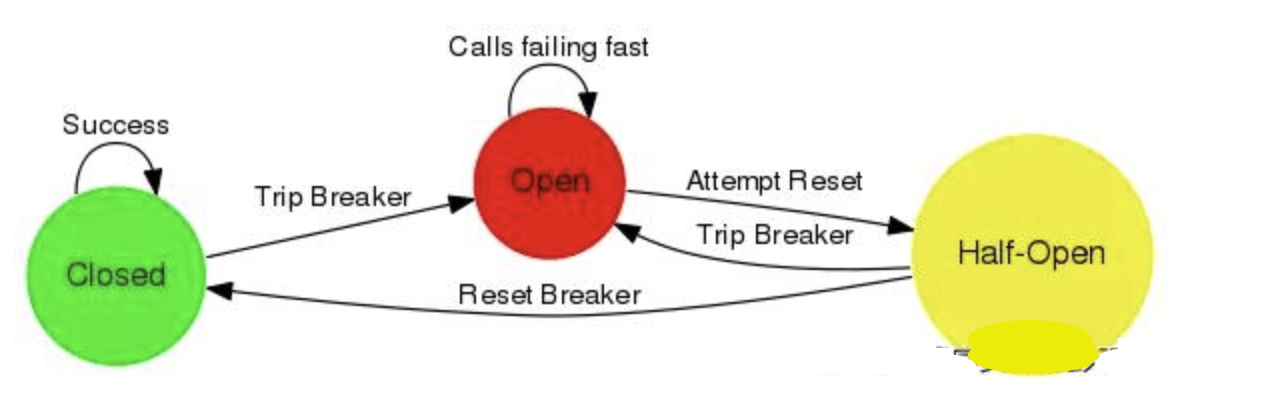 Calls failing fast
Success
Open
Attempt Reset
Trip Breaker
Trip Breaker
Half-Open
Closed
Reset Breaker